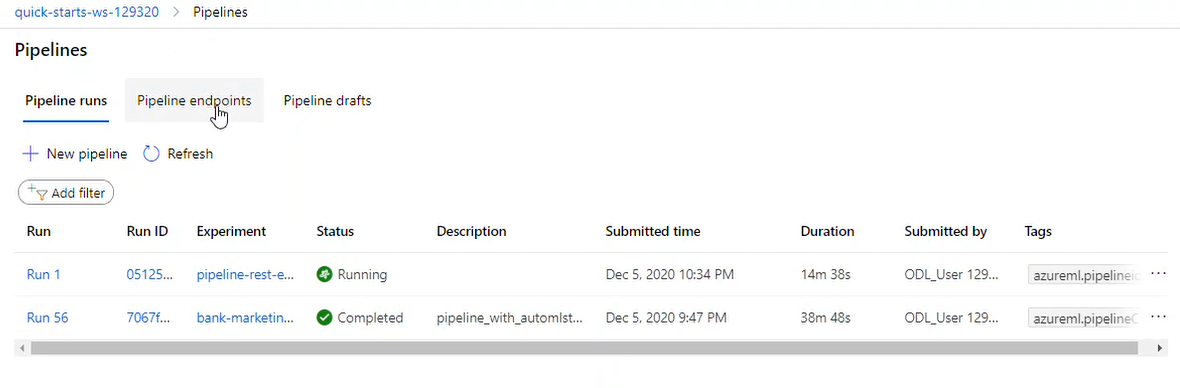 quick-starts-ws-129320 > Pipelines
Pipelines
Pipeline runs Pipeline endpoints Pipeline drafts
New pipeline Refresh
Add filter
Run Run ID Experiment Status Description Submitted time Duration Submitted by Tags
Run 1 05125... pipeline-rest-e... Running Dec 5, 2020 10:34 PM 14m 38s ODL_User 129... azureml.pipelineid ...
Run 56 7067f... bank-marketin... Completed pipeline_with_automlst... Dec 5, 2020 9:47 PM 38m 48s ODL_User 129... azureml.pipelineC ...